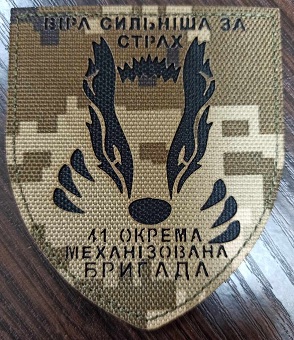 ВІРА СИЛЬНІША ЗА
СТРАХ
41 ОКРЕМА
МЕХАНІЗОВАНА
БРИГАДА